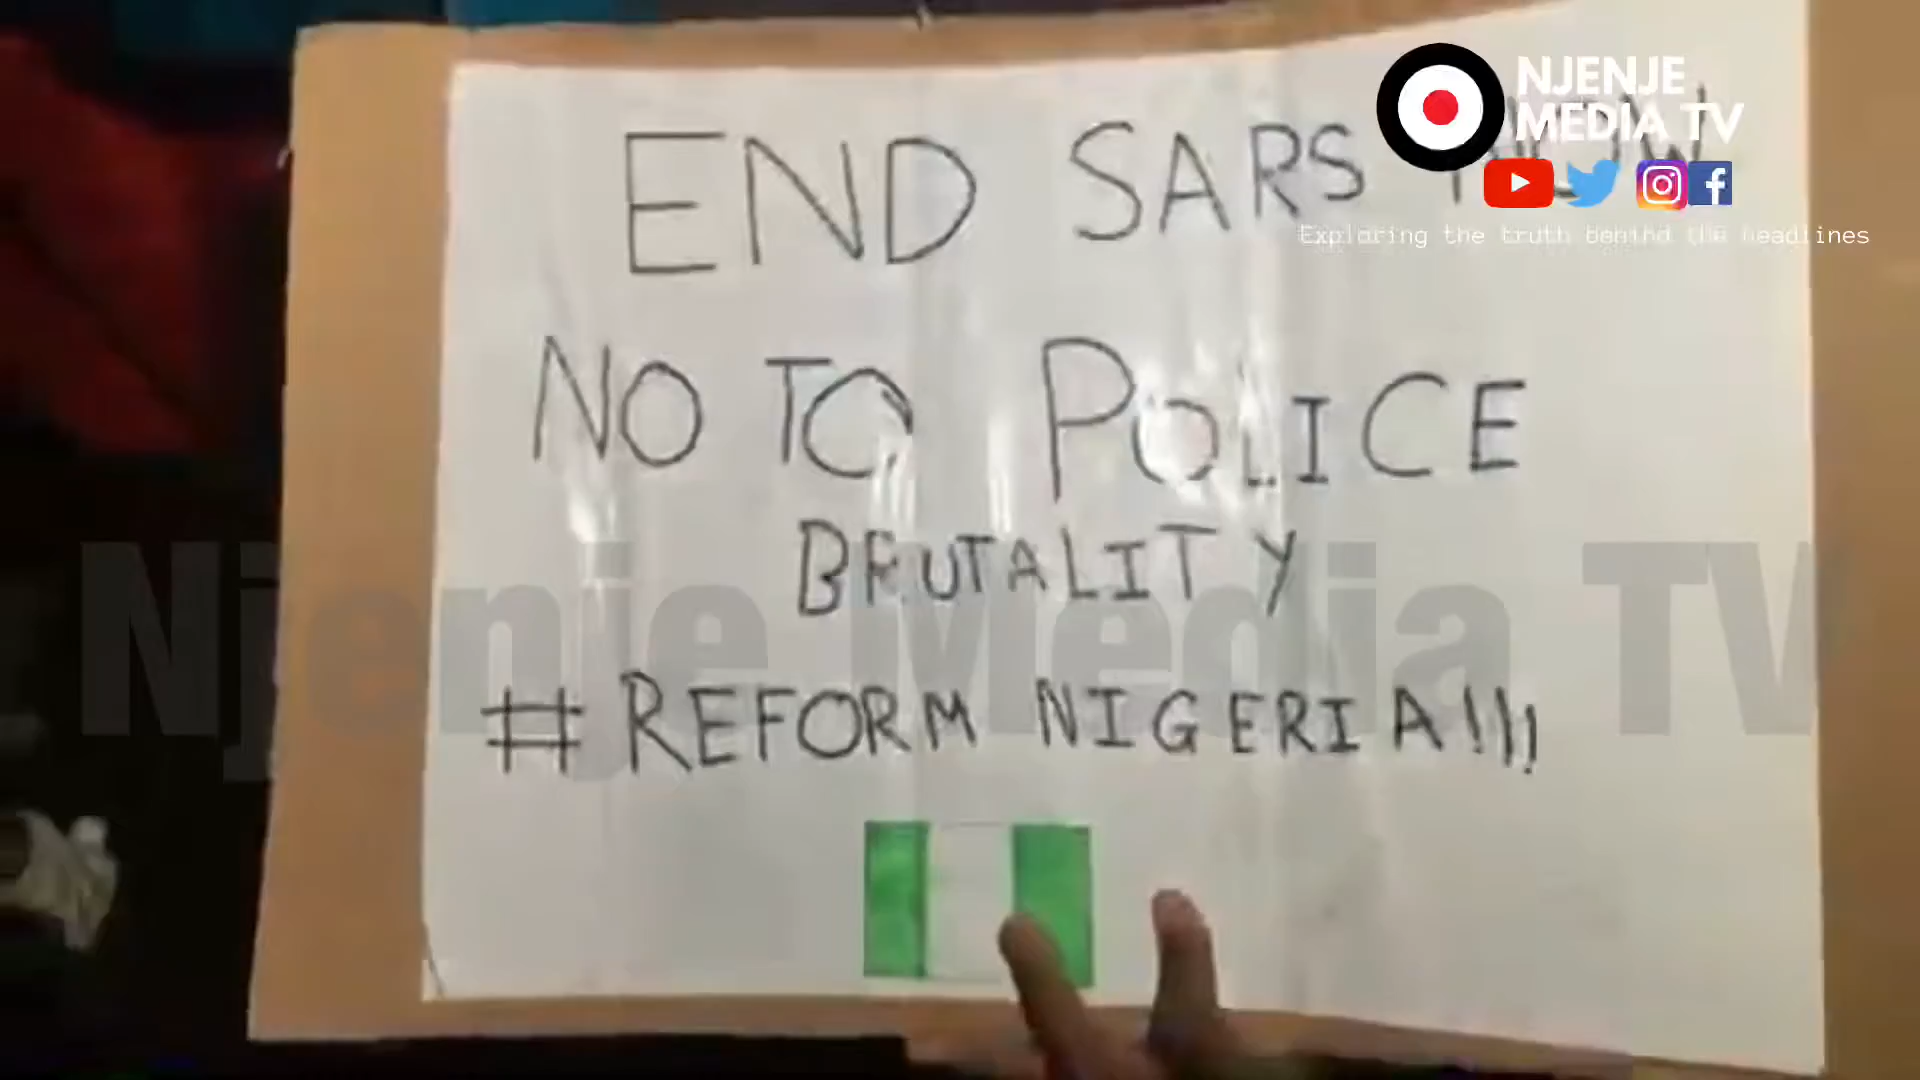 END SARS NOW
NO TO POLICE
BRUTALITY
# REFORM NIGERIA!!!
NJENJE
MEDIA TV
Exploring the truth behind the headlines
Njenje Media TV